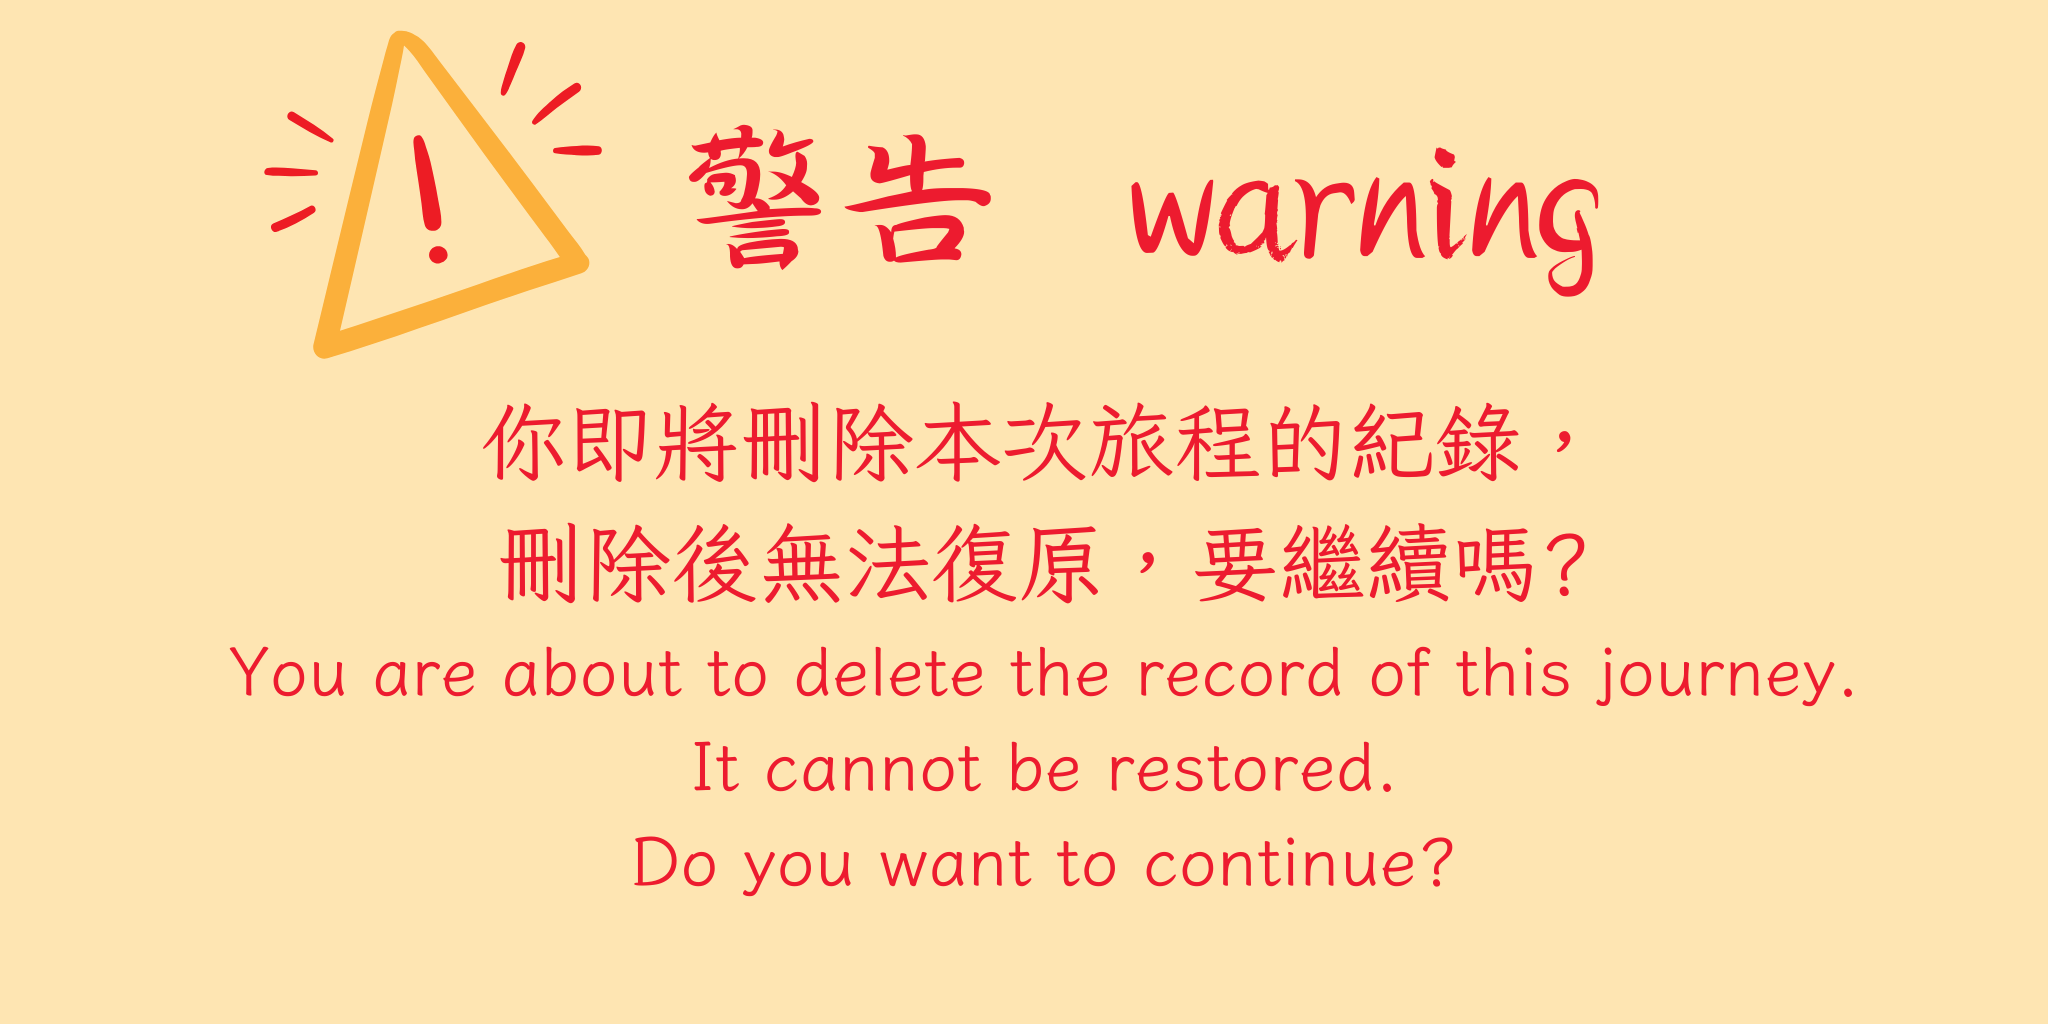 警告 warning
你即將刪除本次旅程的紀錄，
刪除後無法復原，要繼續嗎？
You are about to delete the record of this journey.
It cannot be restored.
Do you want to continue?